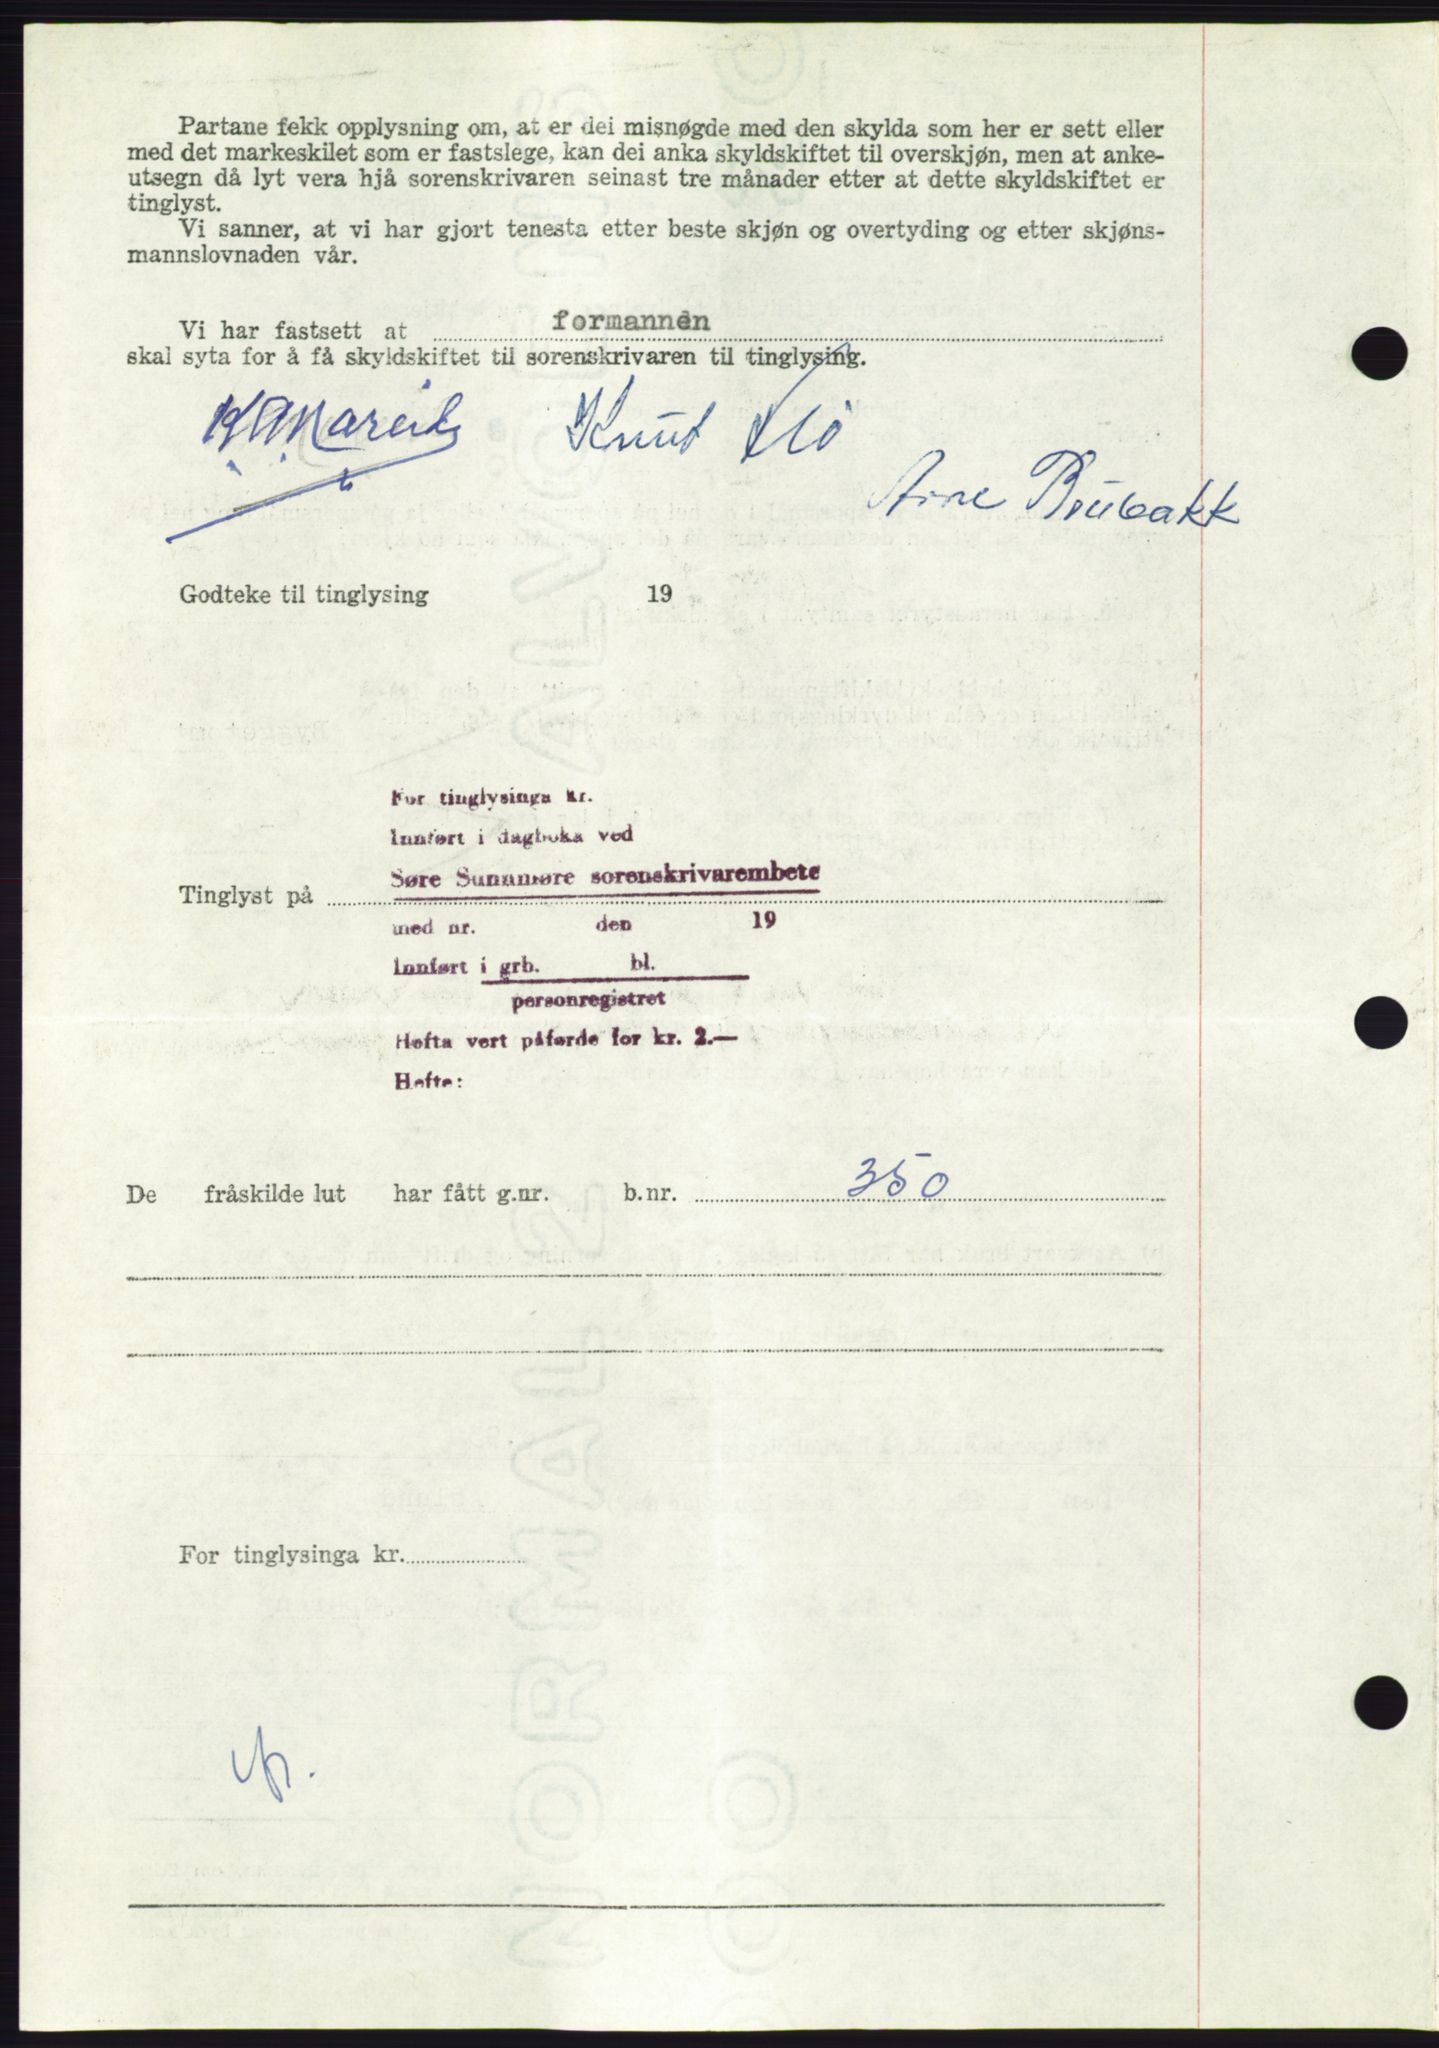 Partane fekk opplysning om, at er dei misnøgde med den skylda som her er sett eller
med det markeskilet som er fastslege, kan dei anka skyldskiftet til overskjøn, men at anke-
utsegn då lyt vera hjå sorenskrivaren seinast tre månader etter at dette skyldskiftet er
tinglyst.
Vi sanner, at vi har gjort tenesta etter beste skjøn og overtyding og etter skjøns-
mannslovnaden vår.
Vi har fastsett at formannen
skal syta for å få skyldskiftet til sorenskrivaren til tinglysing.
Knut Flø
Arne Brubakk
Godteke til tinglysing 19
For tinglysinga kr.
Innført i dagboka ved
Søre Sunnmøre sorenskrivarembete
Tinglyst på
med nr. den 19
Innført i grb. bl.
personregistret
Hefta vert påførde for kr. 2.—
Hefte:
De fråskilde lut har fått g.nr. b.nr. 350
For tinglysinga kr.
NORMAL 2